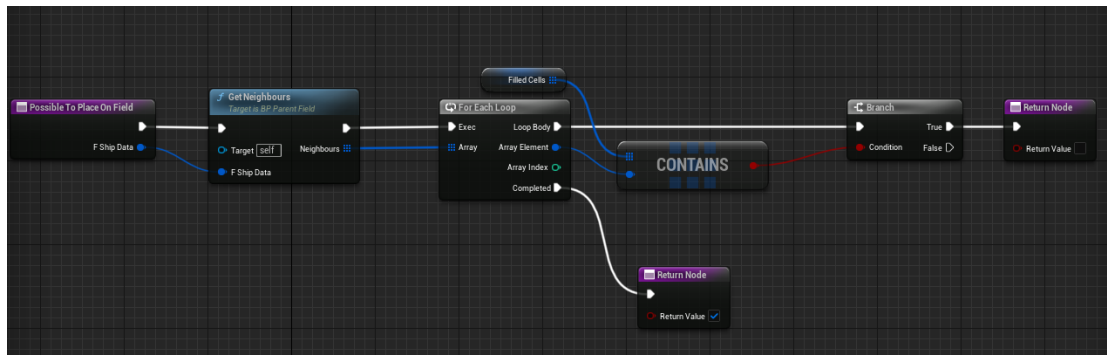 Possible To Place On Field
F Ship Data
Get Neighbours
Target is BP Parent Field
Target self
Neighbours
F Ship Data
Filled Cells
For Each Loop
Exec
Loop Body
Array
Array Element
Array Index
Completed
CONTAINS
Branch
True
Condition
False
Return Node
Return Value
Return Node
Return Value